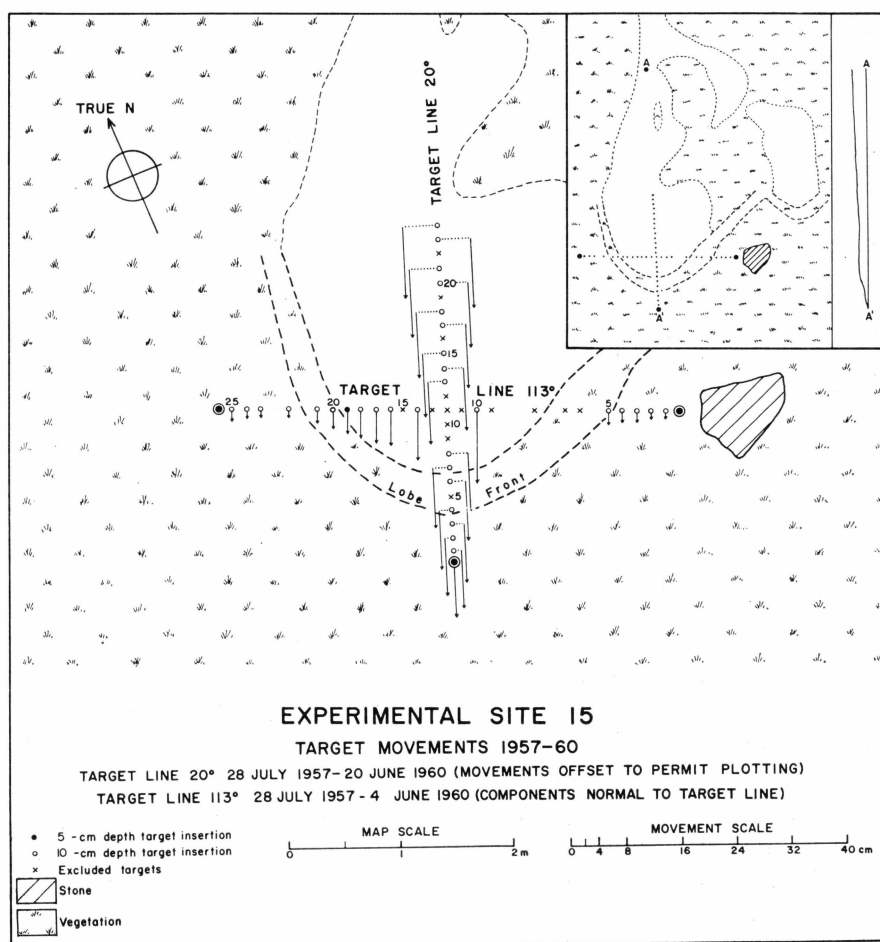 TRUE N
TARGET LINE 20°
A
A'
A
A'
20
15
TARGET LINE 113°
25
20
15
10
5
10
5
Lobe Front
EXPERIMENTAL SITE 15
TARGET MOVEMENTS 1957-60
TARGET LINE 20° 28 JULY 1957-20 JUNE 1960 (MOVEMENTS OFFSET TO PERMIT PLOTTING)
TARGET LINE 113° 28 JULY 1957 - 4 JUNE 1960 (COMPONENTS NORMAL TO TARGET LINE)
5 -cm depth target insertion
10 -cm depth target insertion
Excluded targets
Stone
Vegetation
MAP SCALE
0 1 2 m
MOVEMENT SCALE
0 4 8 16 24 32 40 cm